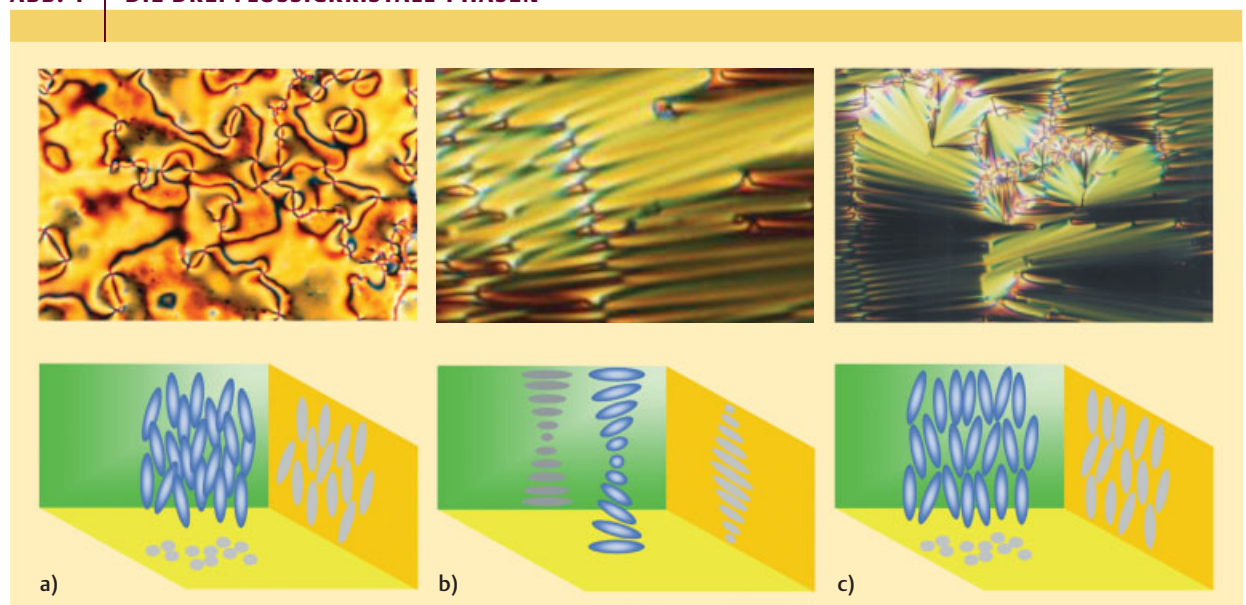 ABB. 1 DIE DREI FLÜSSIGKRISTALL-PHASEN
a) b) c)